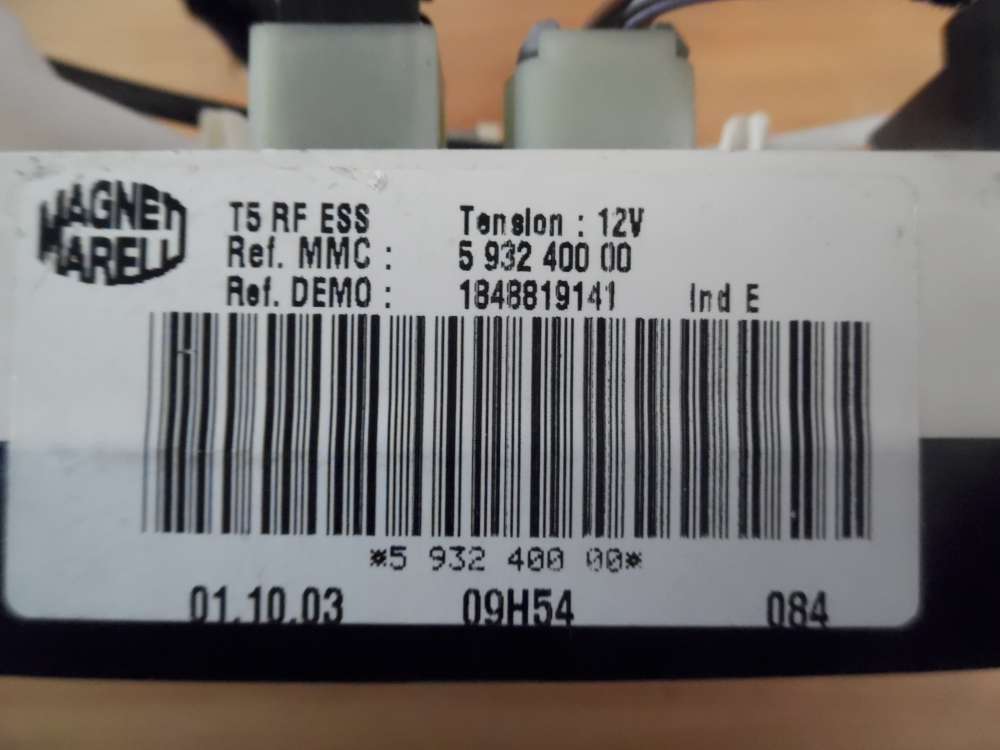 MAGNETI
MARELLI
T5 RF ESS Tension : 12V
Ref. MMC : 5 932 400 00
Ref. DEMO : 1848819141 Ind E
*5 932 400 00*
01.10.03 09H54 084